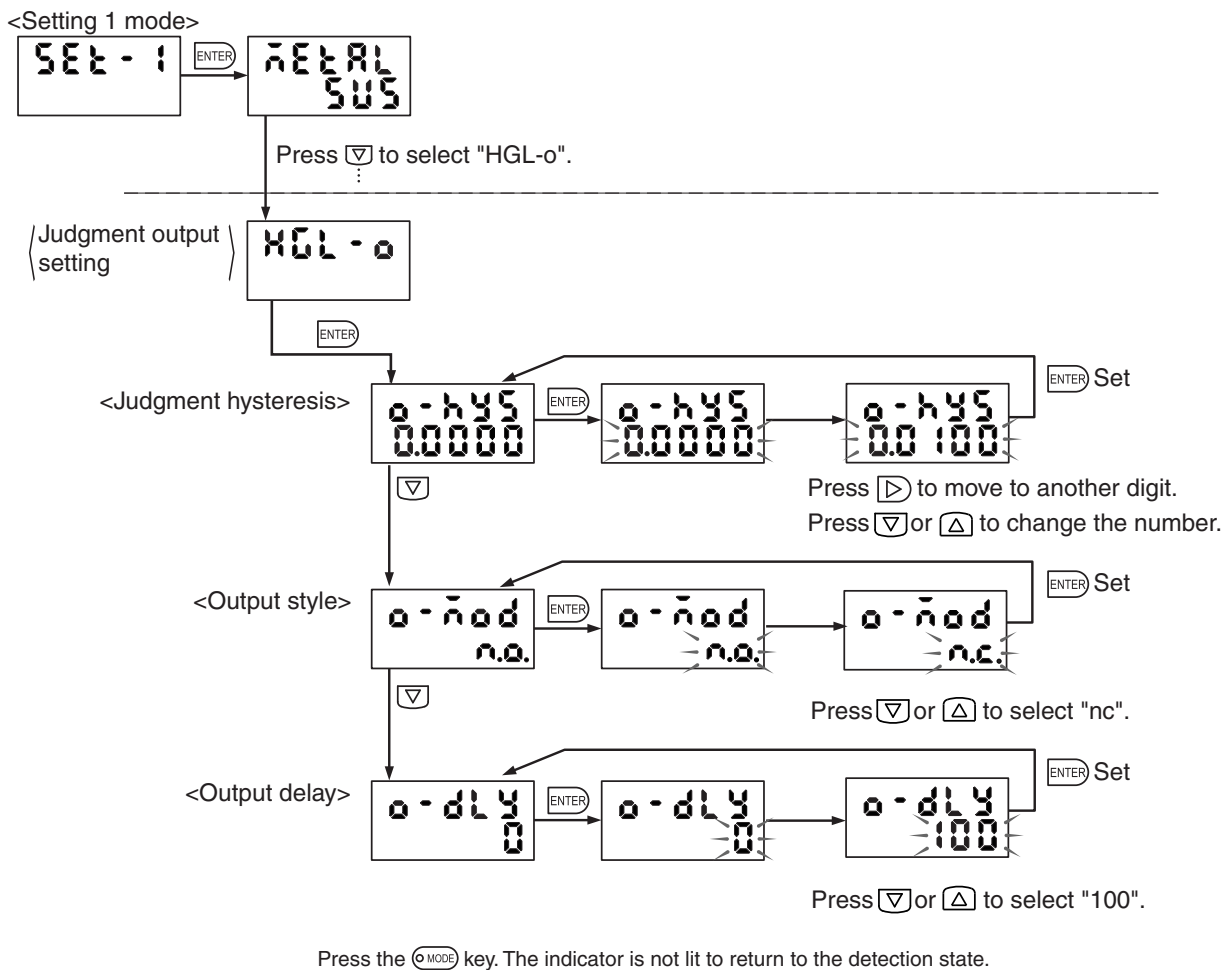 <Setting 1 mode>
SEt-1
ENTER
mEtAL
SUS
Press ▽ to select "HGL-o".
Judgment output
setting
HGL-o
ENTER
<Judgment hysteresis>
o-hYS
0.0000
ENTER
o-hYS
0.0000
o-hYS
0.0100
ENTER Set
Press ▷ to move to another digit.
Press ▽ or △ to change the number.
<Output style>
o-mod
n.o.
ENTER
o-mod
n.o.
o-mod
n.c.
ENTER Set
Press ▽ or △ to select "nc".
<Output delay>
o-dLY
0
ENTER
o-dLY
0
o-dLY
100
ENTER Set
Press ▽ or △ to select "100".
Press the MODE key. The indicator is not lit to return to the detection state.